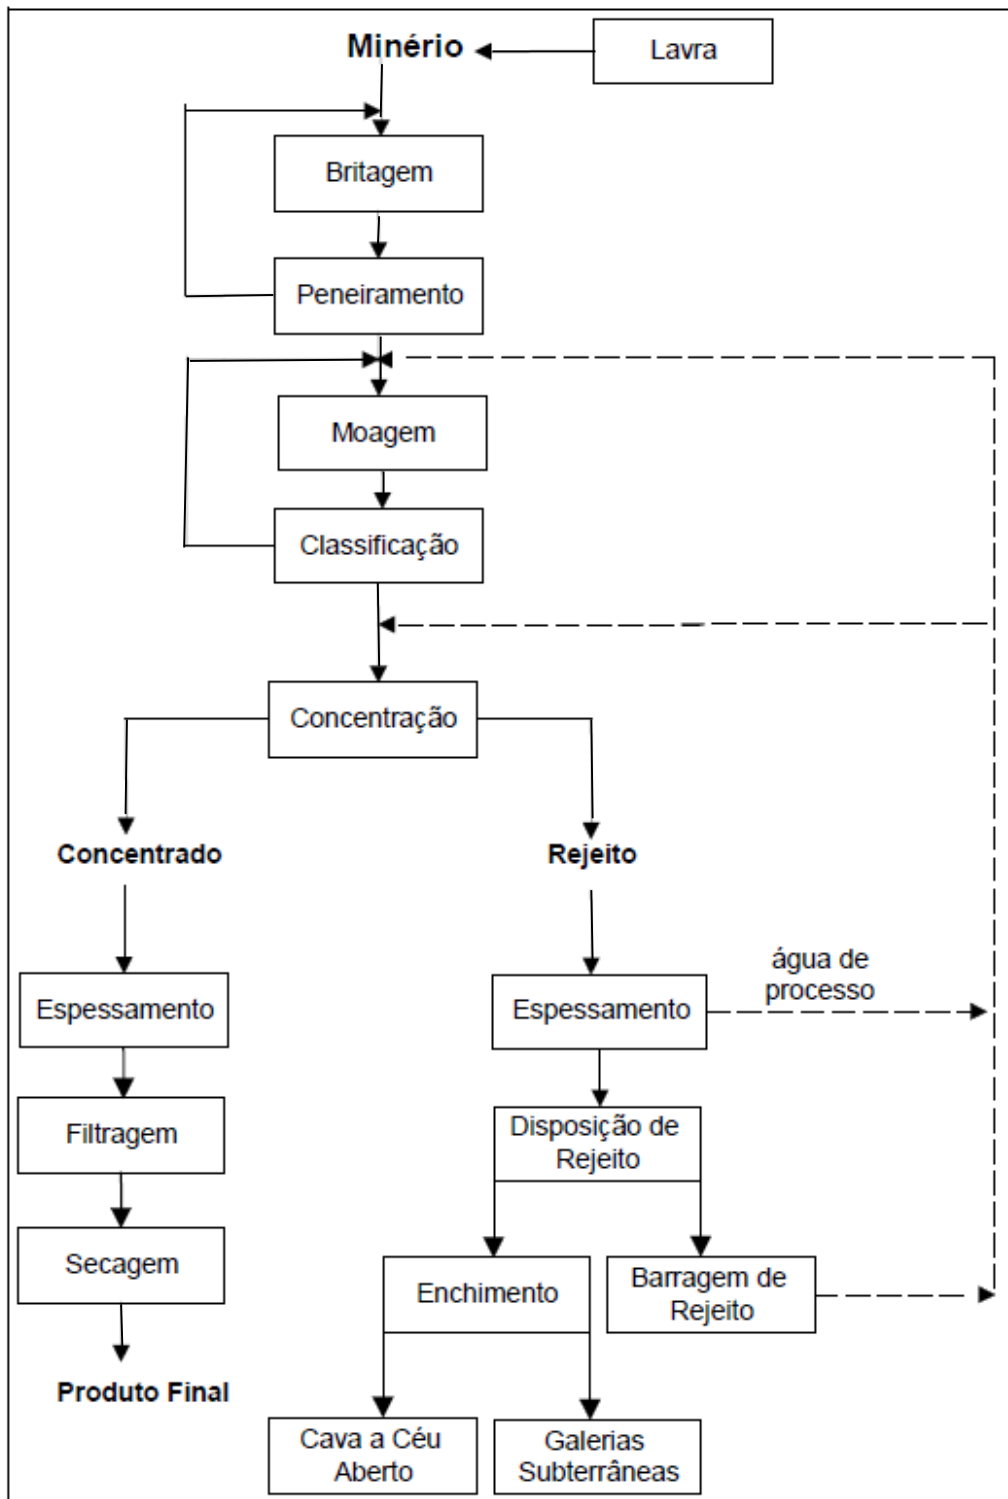 Minério
Lavra
Britagem
Peneiramento
Moagem
Classificação
Concentração
Concentrado
Rejeito
água de
processo
Espessamento
Espessamento
Filtragem
Disposição de
Rejeito
Secagem
Enchimento
Barragem de
Rejeito
Produto Final
Cava a Céu
Aberto
Galerias
Subterrâneas